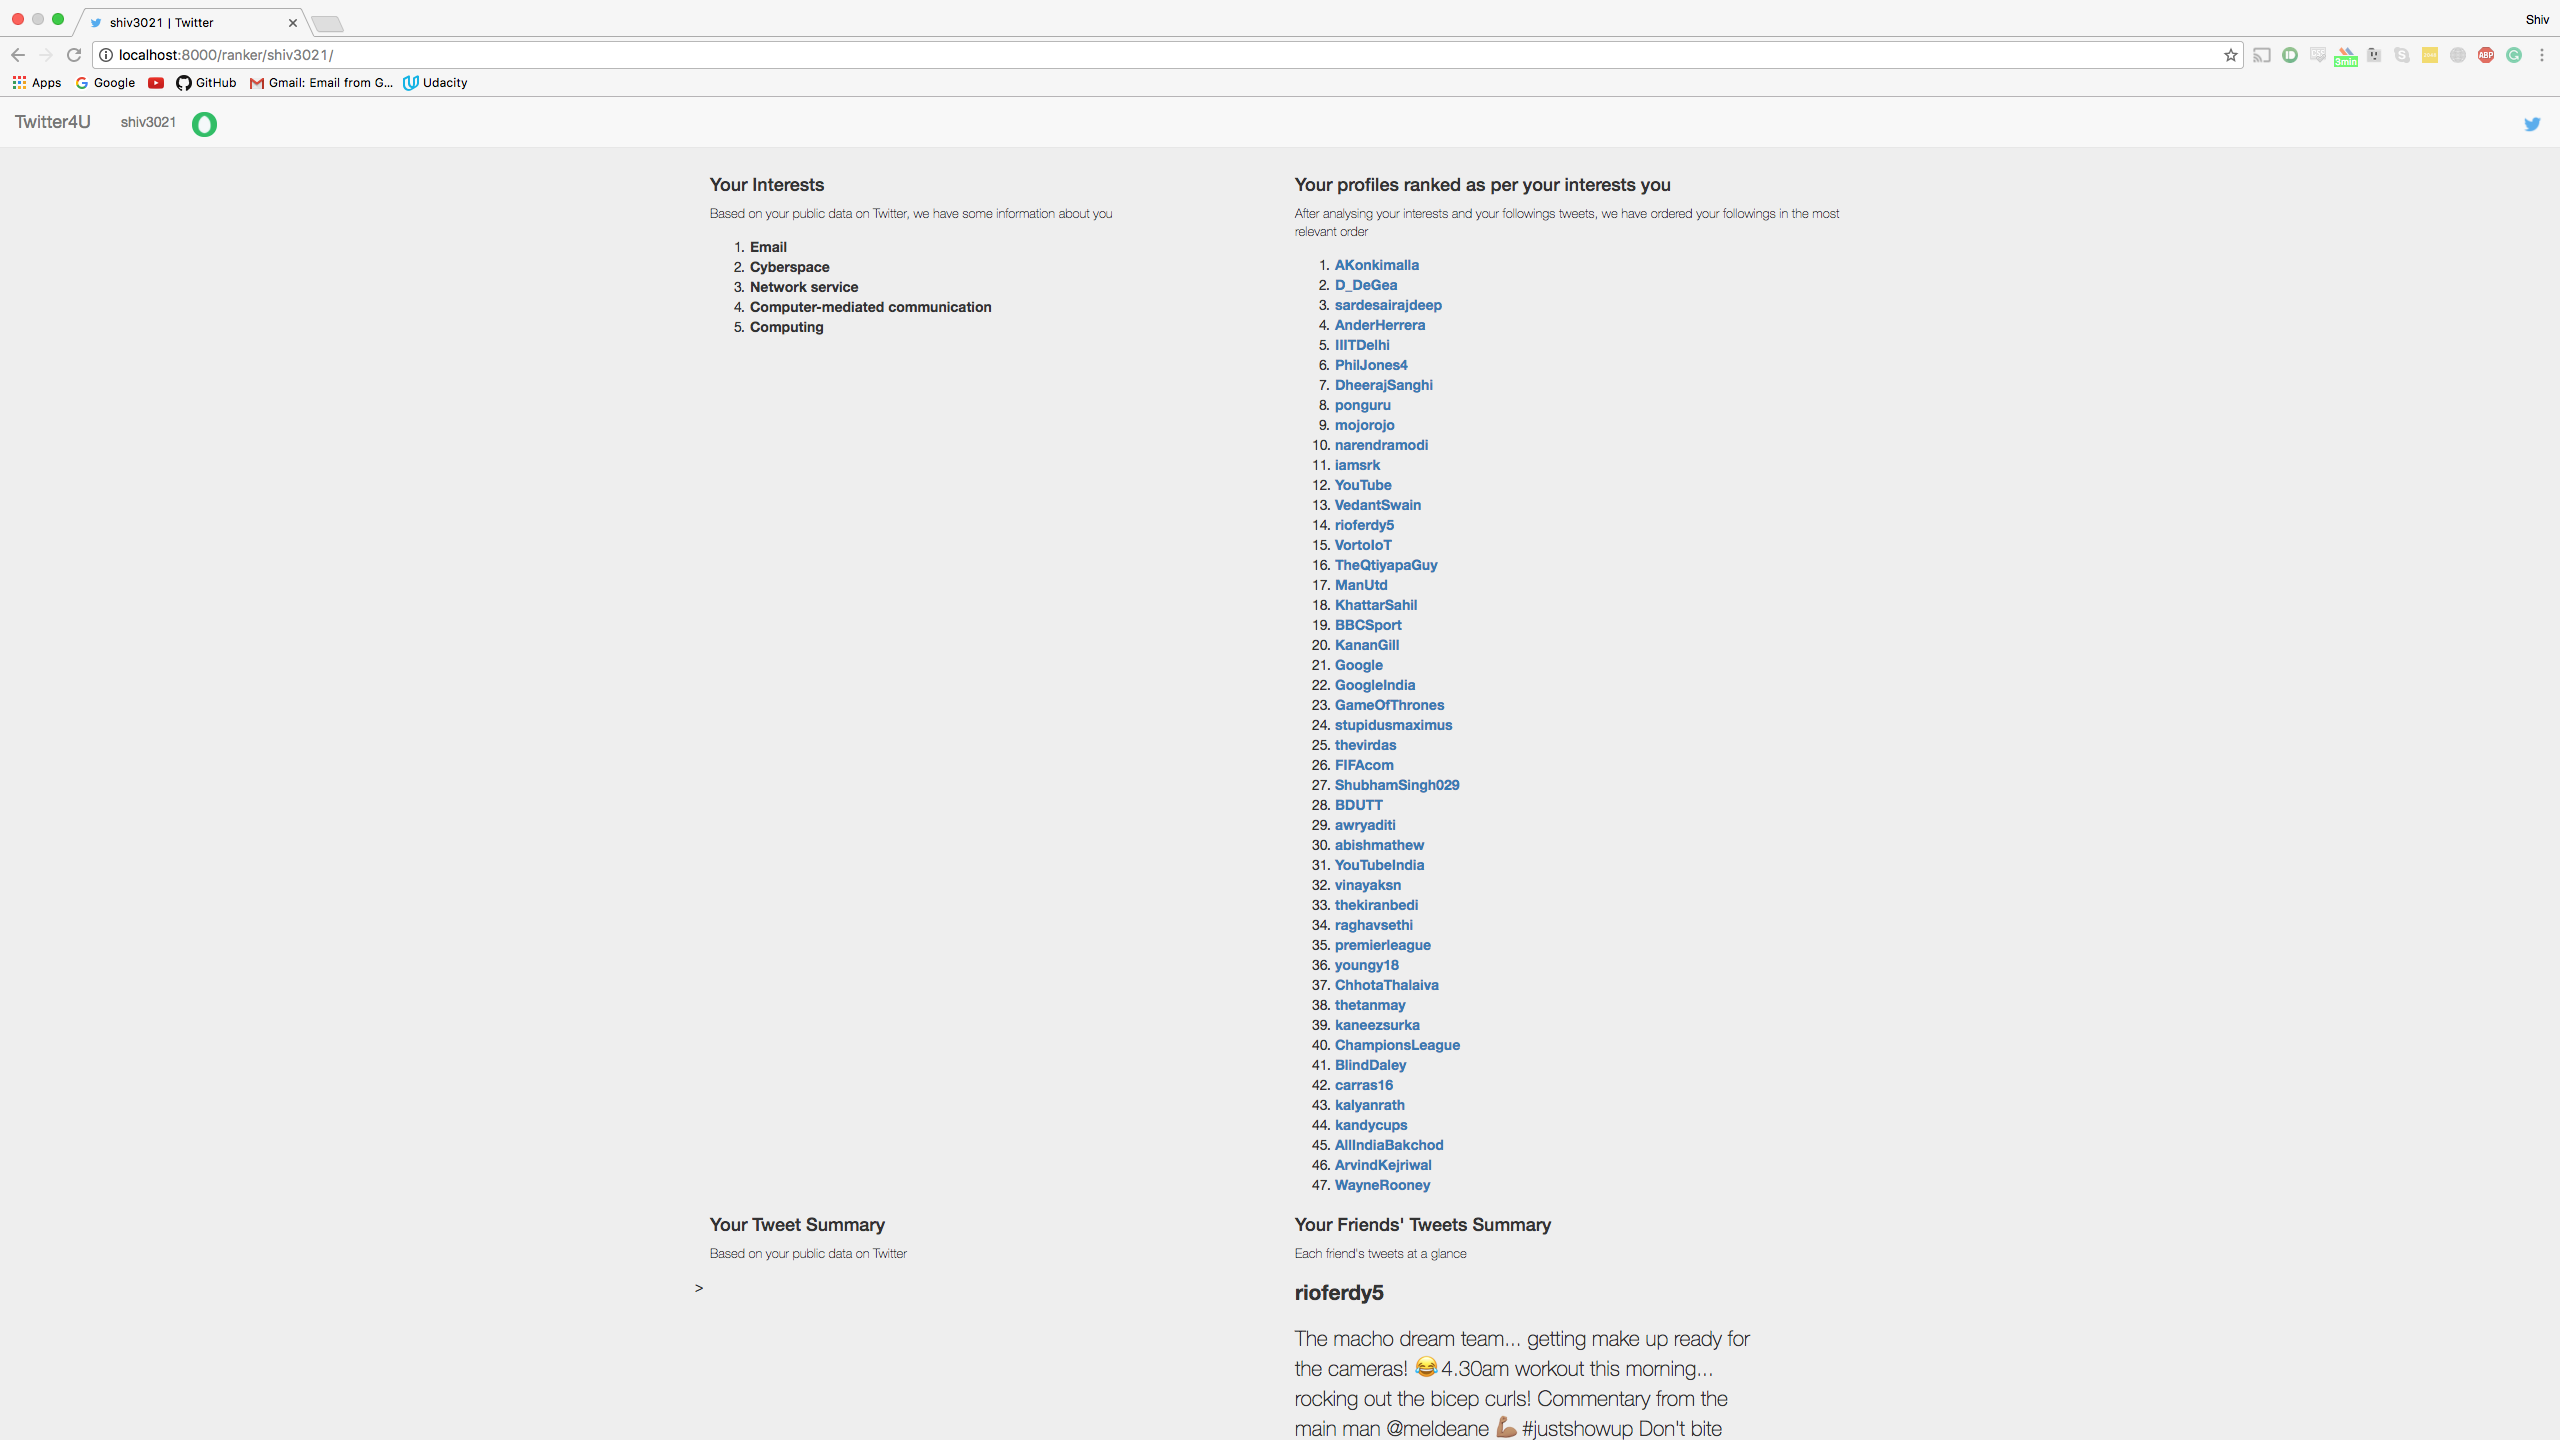 shiv3021 | Twitter
Shiv
localhost:8000/ranker/shiv3021/
3min
ABP
Apps
Google
GitHub
Gmail: Email from G...
Udacity
Twitter4U
shiv3021
Your Interests
Based on your public data on Twitter, we have some information about you
1. Email
2. Cyberspace
3. Network service
4. Computer-mediated communication
5. Computing
Your profiles ranked as per your interests you
After analysing your interests and your followings tweets, we have ordered your followings in the most
relevant order
1. AKonkimalla
2. D_DeGea
3. sardesairajdeep
4. AnderHerrera
5. IIITDelhi
6. PhilJones4
7. DheerajSanghi
8. ponguru
9. mojorojo
10. narendramodi
11. iamsrk
12. YouTube
13. VedantSwain
14. rioferdy5
15. VortoIoT
16. TheQtiyapaGuy
17. ManUtd
18. KhattarSahil
19. BBCSport
20. KananGill
21. Google
22. GoogleIndia
23. GameOfThrones
24. stupidusmaximus
25. thevirdas
26. FIFAcom
27. ShubhamSingh029
28. BDUTT
29. awryaditi
30. abishmathew
31. YouTubeIndia
32. vinayaksn
33. thekiranbedi
34. raghavsethi
35. premierleague
36. youngy18
37. ChhotaThalaiva
38. thetanmay
39. kaneezsurka
40. ChampionsLeague
41. BlindDaley
42. carras16
43. kalyanrath
44. kandycups
45. AllIndiaBakchod
46. ArvindKejriwal
47. WayneRooney
Your Tweet Summary
Based on your public data on Twitter
>
Your Friends' Tweets Summary
Each friend's tweets at a glance
rioferdy5
The macho dream team... getting make up ready for
the cameras! 😂 4.30am workout this morning...
rocking out the bicep curls! Commentary from the
main man @meldeane 💪🏽 #justshowup Don't bite